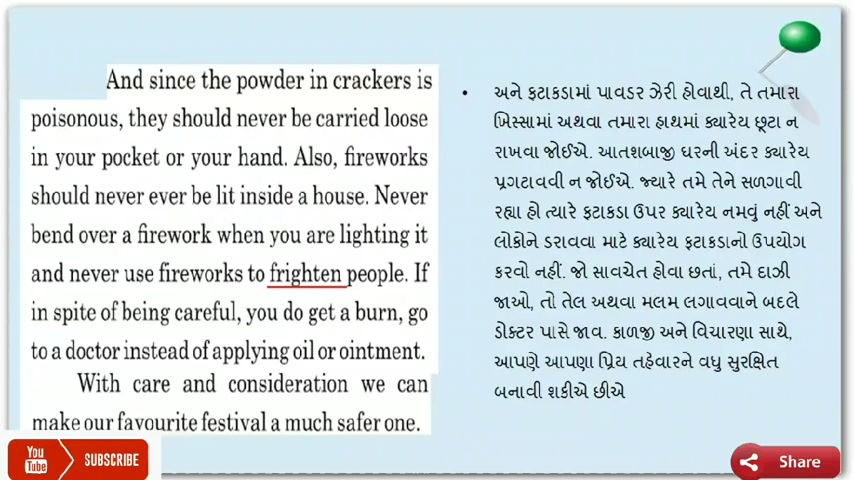 And since the powder in crackers is
poisonous, they should never be carried loose
in your pocket or your hand. Also, fireworks
should never ever be lit inside a house. Never
bend over a firework when you are lighting it
and never use fireworks to frighten people. If
in spite of being careful, you do get a burn, go
to a doctor instead of applying oil or ointment.
With care and consideration we can
make our favourite festival a much safer one.
• અને ફટાકડામાં પાવડર ઝેરી હોવાથી, તે તમારા
ખિસ્સામાં અથવા તમારા હાથમાં ક્યારેય છૂટા ન
રાખવા જોઈએ. આતશબાજી ઘરની અંદર ક્યારેય
પ્રગટાવવી ન જોઈએ. જ્યારે તમે તેને સળગાવી
રહ્યા હો ત્યારે ફટાકડા ઉપર ક્યારેય નમવું નહીં અને
લોકોને ડરાવવા માટે ક્યારેય ફટાકડાનો ઉપયોગ
કરવો નહીં. જો સાવચેત હોવા છતાં, તમે દાઝી
જાઓ, તો તેલ અથવા મલમ લગાવવાને બદલે
ડોક્ટર પાસે જાવ. કાળજી અને વિચારણા સાથે,
આપણે આપણા પ્રિય તહેવારને વધુ સુરક્ષિત
બનાવી શકીએ છીએ
You
Tube
SUBSCRIBE
Share